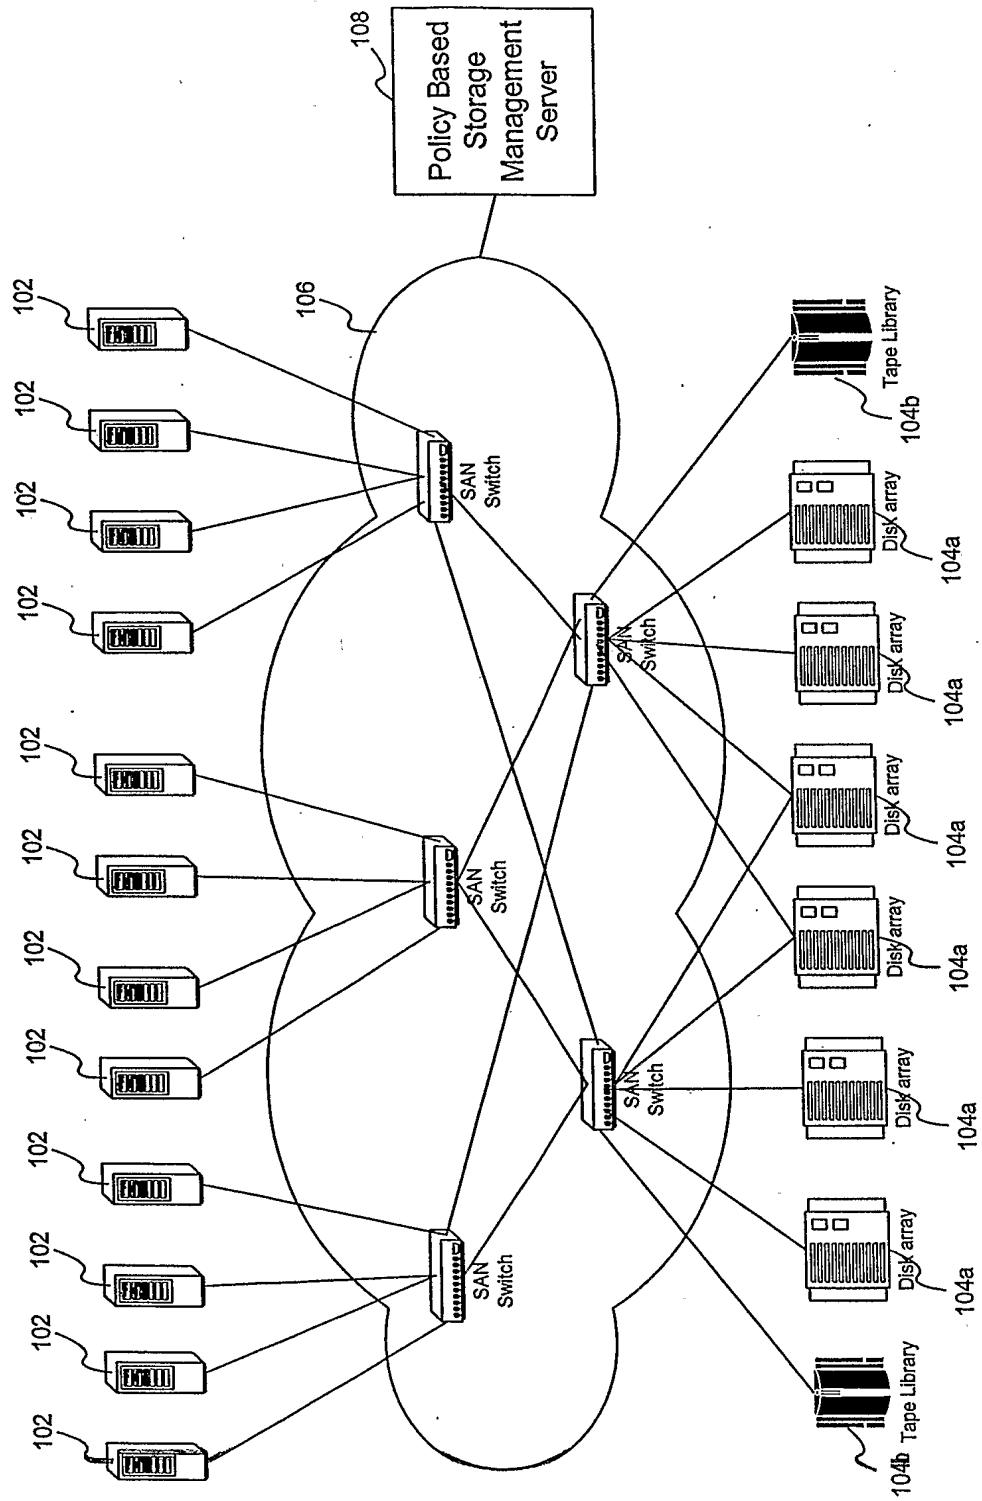 102
102
102
102
102
102
102
102
102
102
102
102
106
108
Policy Based
Storage
Management
Server
SAN
Switch
SAN
Switch
SAN
Switch
SAN
Switch
SAN
Switch
Tape Library
Disk array
Disk array
Disk array
Disk array
Disk array
Disk array
Tape Library
104b
104a
104a
104a
104a
104a
104a
104b